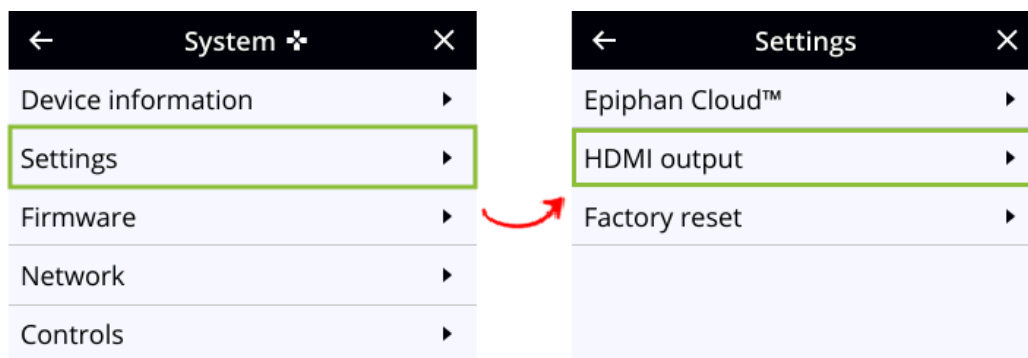 System
Device information
Settings
Firmware
Network
Controls
Settings
Epiphan Cloud™
HDMI output
Factory reset